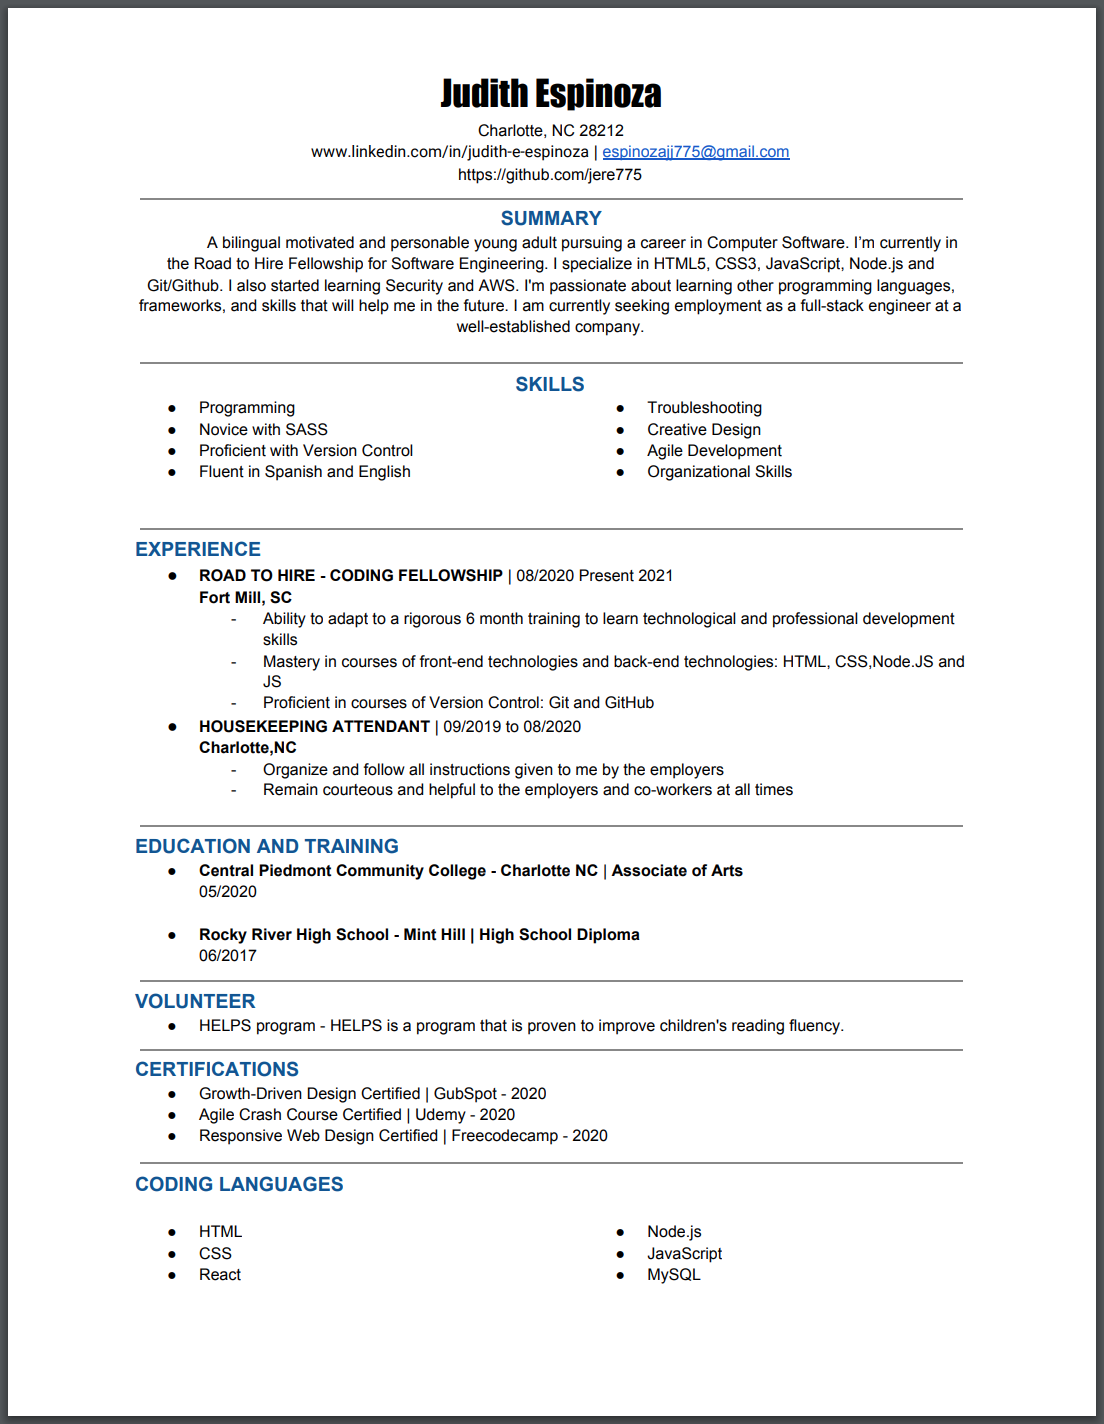 Judith Espinoza
Charlotte, NC 28212
www.linkedin.com/in/judith-e-espinoza | espinozajj775@gmail.com
https://github.com/jere775
SUMMARY
A bilingual motivated and personable young adult pursuing a career in Computer Software. I’m currently in
the Road to Hire Fellowship for Software Engineering. I specialize in HTML5, CSS3, JavaScript, Node.js and
Git/Github. I also started learning Security and AWS. I'm passionate about learning other programming languages,
frameworks, and skills that will help me in the future. I am currently seeking employment as a full-stack engineer at a
well-established company.
SKILLS
● Programming
● Novice with SASS
● Proficient with Version Control
● Fluent in Spanish and English
● Troubleshooting
● Creative Design
● Agile Development
● Organizational Skills
EXPERIENCE
● ROAD TO HIRE - CODING FELLOWSHIP | 08/2020 Present 2021
Fort Mill, SC
- Ability to adapt to a rigorous 6 month training to learn technological and professional development
skills
- Mastery in courses of front-end technologies and back-end technologies: HTML, CSS,Node.JS and
JS
- Proficient in courses of Version Control: Git and GitHub
● HOUSEKEEPING ATTENDANT | 09/2019 to 08/2020
Charlotte,NC
- Organize and follow all instructions given to me by the employers
- Remain courteous and helpful to the employers and co-workers at all times
EDUCATION AND TRAINING
● Central Piedmont Community College - Charlotte NC | Associate of Arts
05/2020
● Rocky River High School - Mint Hill | High School Diploma
06/2017
VOLUNTEER
● HELPS program - HELPS is a program that is proven to improve children's reading fluency.
CERTIFICATIONS
● Growth-Driven Design Certified | GubSpot - 2020
● Agile Crash Course Certified | Udemy - 2020
● Responsive Web Design Certified | Freecodecamp - 2020
CODING LANGUAGES
● HTML
● CSS
● React
● Node.js
● JavaScript
● MySQL